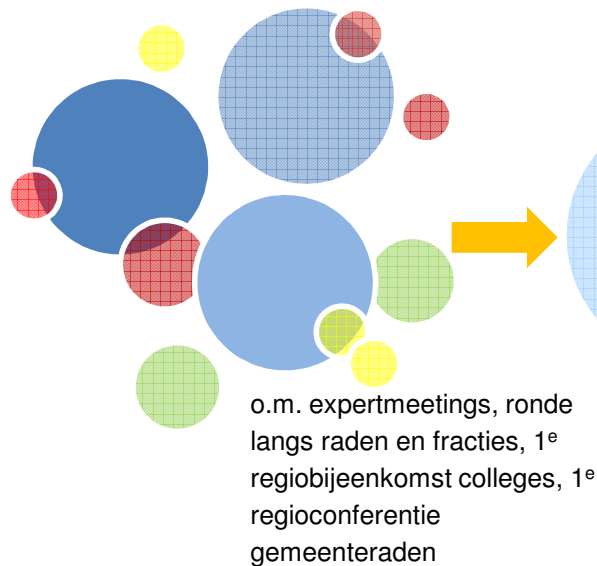 o.m. expertmeetings, ronde
langs raden en fracties, 1ᵉ
regiobijeenkomst colleges, 1ᵉ
regioconferentie
gemeenteraden